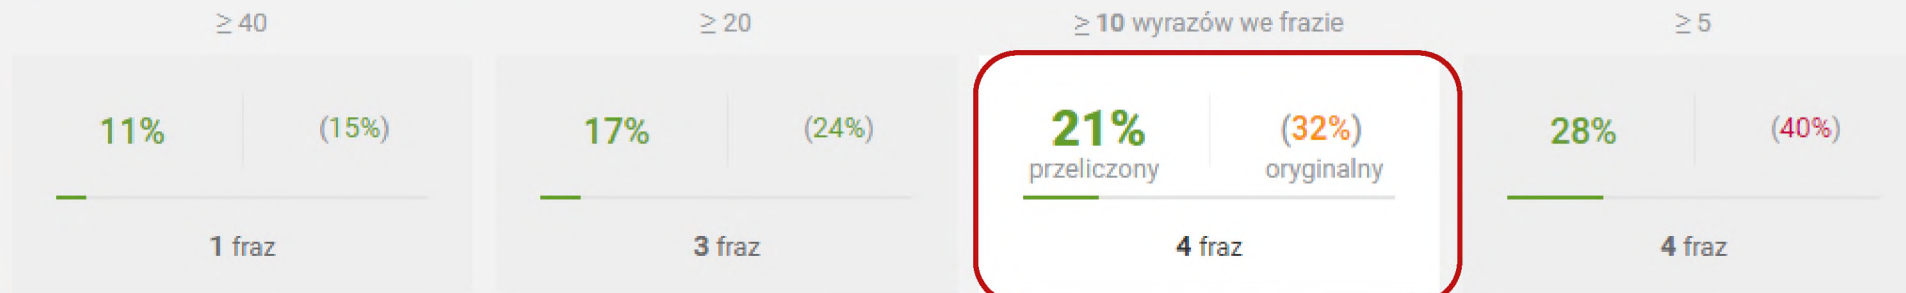 ≥ 40 ≥ 20 ≥ 10 wyrazów we frazie ≥ 5
11% (15%) 17% (24%) 21% (32%) 28% (40%)
przeliczony oryginalny
1 fraz 3 fraz 4 fraz 4 fraz